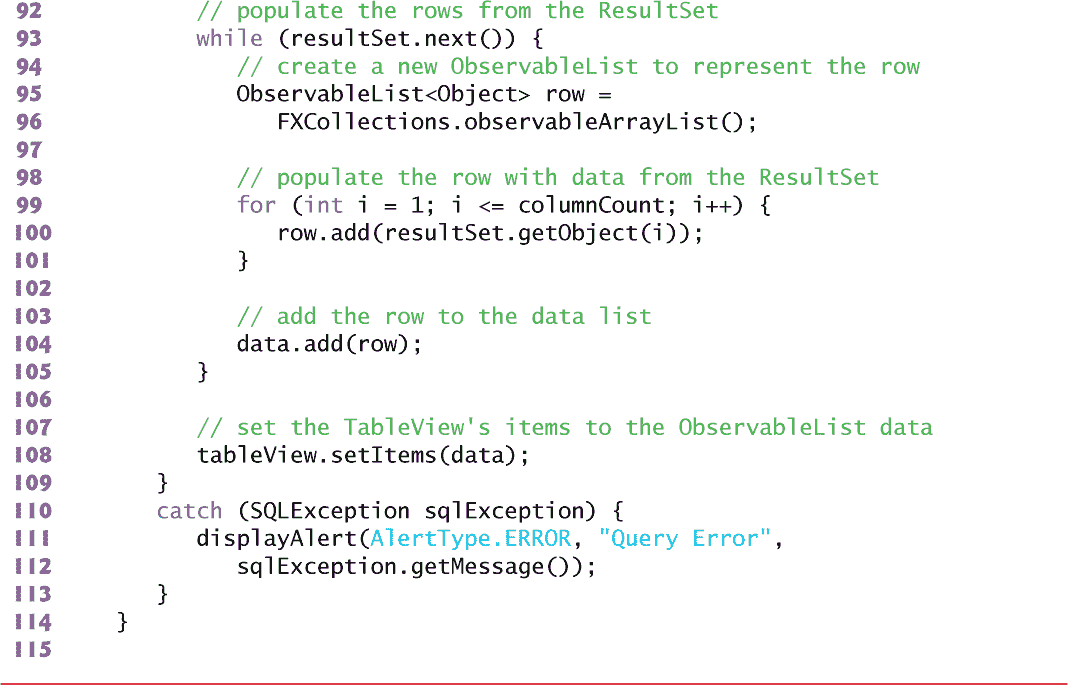 92 // populate the rows from the ResultSet
93 while (resultSet.next()) {
94 // create a new ObservableList to represent the row
95 ObservableList<Object> row =
96 FXCollections.observableArrayList();
97
98 // populate the row with data from the ResultSet
99 for (int i = 1; i <= columnCount; i++) {
100 row.add(resultSet.getObject(i));
101 }
102
103 // add the row to the data list
104 data.add(row);
105 }
106
107 // set the TableView's items to the ObservableList data
108 tableView.setItems(data);
109 }
110 catch (SQLException sqlException) {
111 displayAlert(AlertType.ERROR, "Query Error",
112 sqlException.getMessage());
113 }
114 }
115